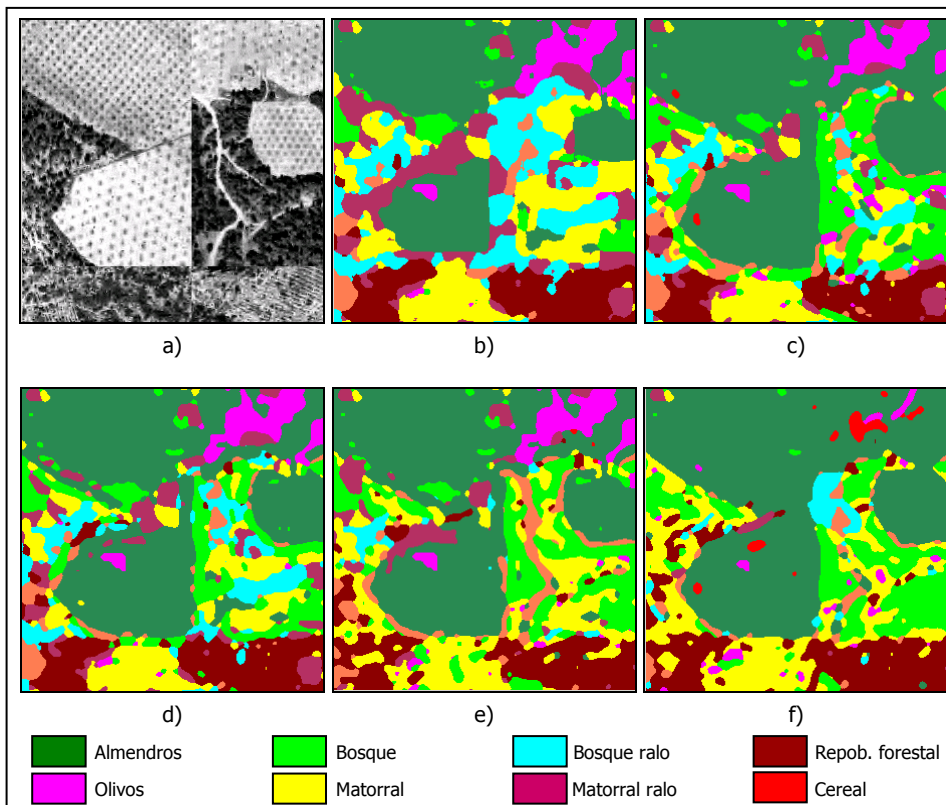 a) b) c)
d) e) f)
Almendros Bosque Bosque ralo Repob. forestal
Olivos Matorral Matorral ralo Cereal